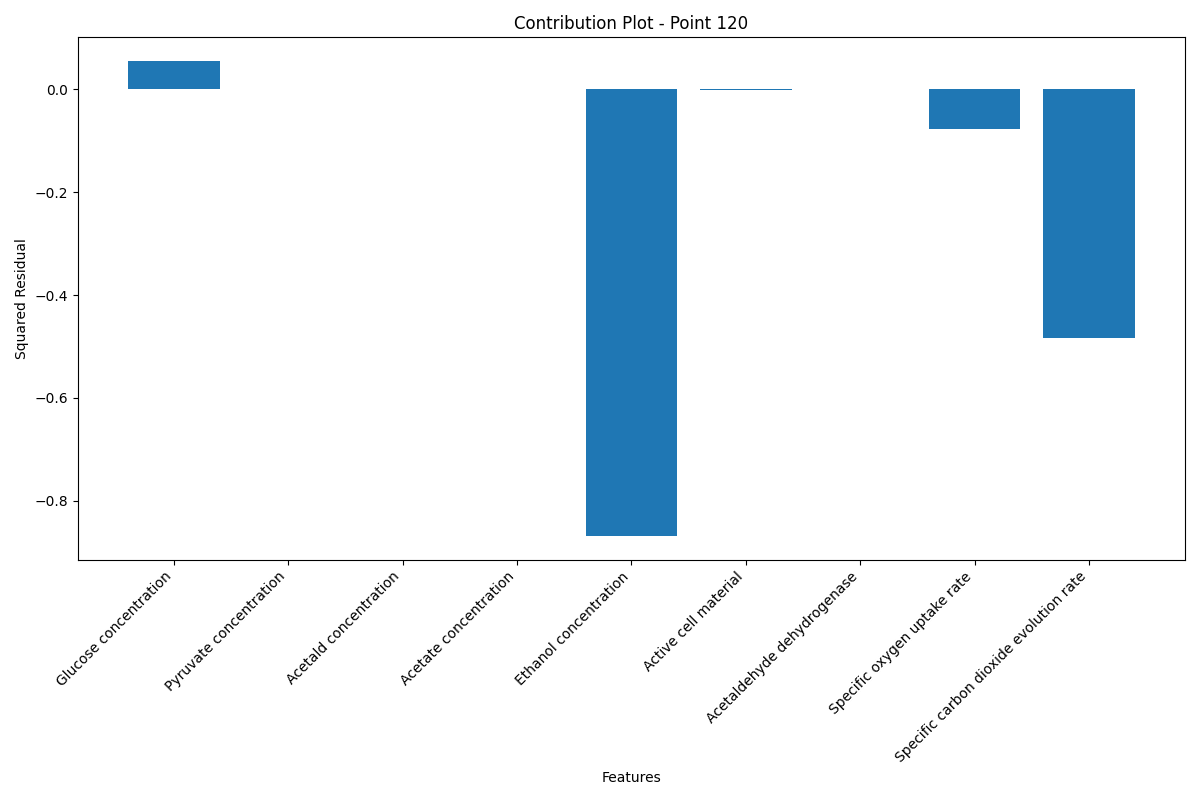 Contribution Plot - Point 120
Squared Residual
0.0
−0.2
−0.4
−0.6
−0.8
Glucose concentration
Pyruvate concentration
Acetald concentration
Acetate concentration
Ethanol concentration
Active cell material
Acetaldehyde dehydrogenase
Specific oxygen uptake rate
Specific carbon dioxide evolution rate
Features